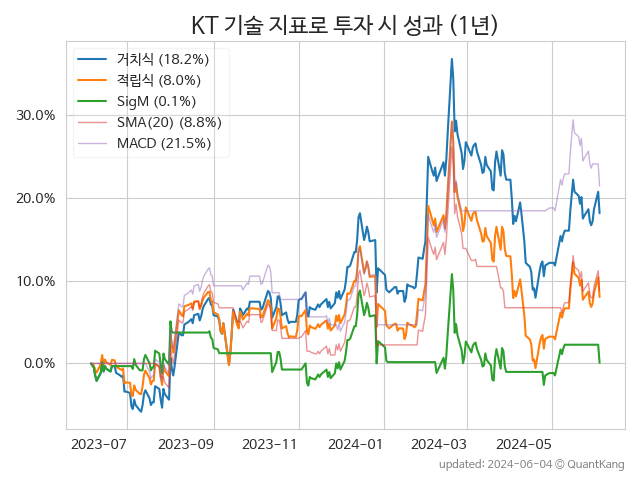 KT 기술 지표로 투자 시 성과 (1년)
거치식 (18.2%)
적립식 (8.0%)
SigM (0.1%)
SMA(20) (8.8%)
MACD (21.5%)
30.0%
20.0%
10.0%
0.0%
2023-07 2023-09 2023-11 2024-01 2024-03 2024-05
updated: 2024-06-04 © QuantKang